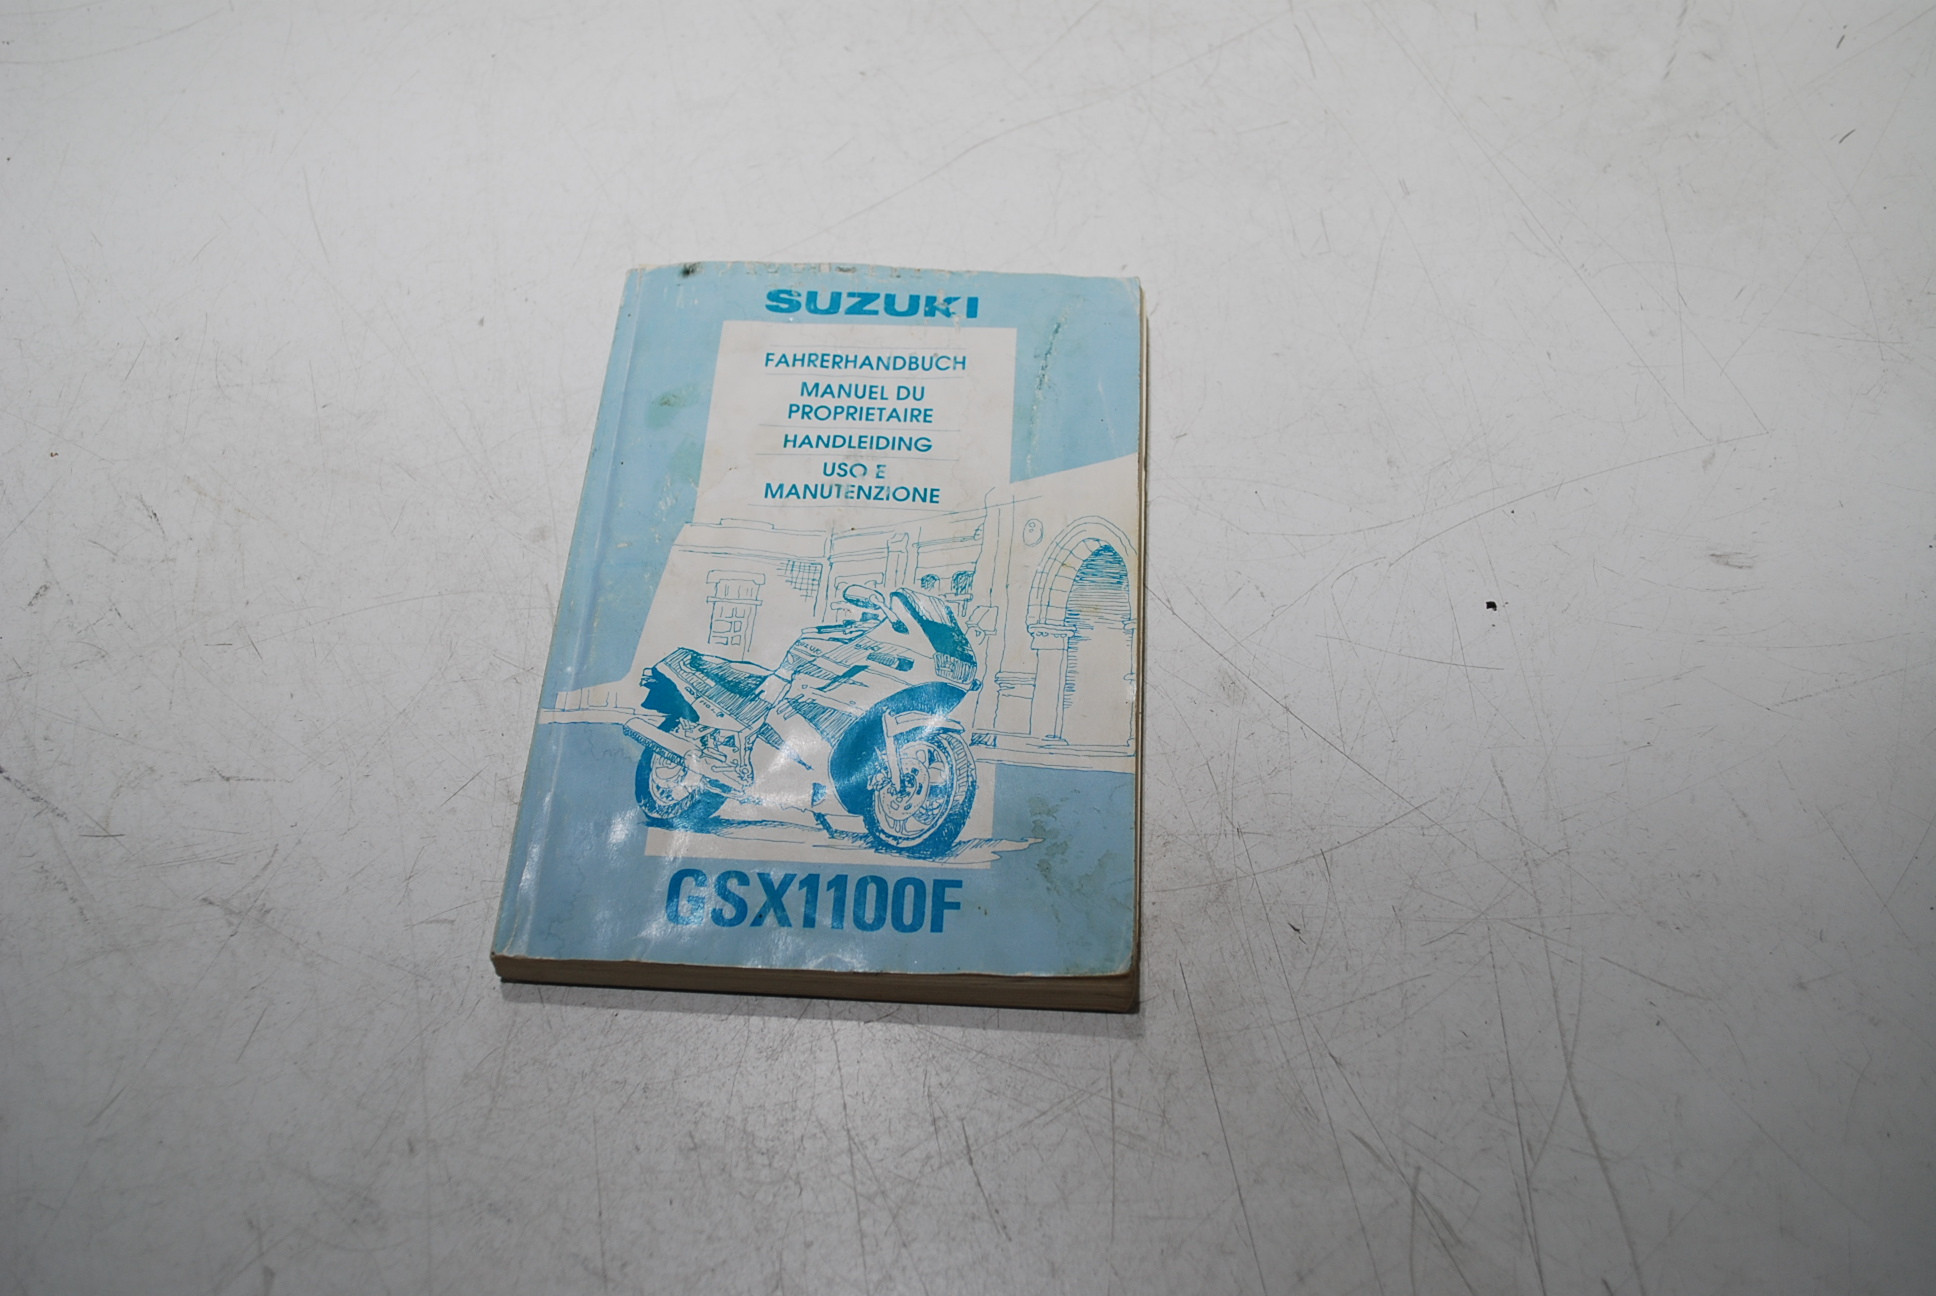 SUZUKI
FAHRERHANDBUCH
MANUEL DU
PROPRIETAIRE
HANDLEIDING
USO E
MANUTENZIONE
GSX1100F